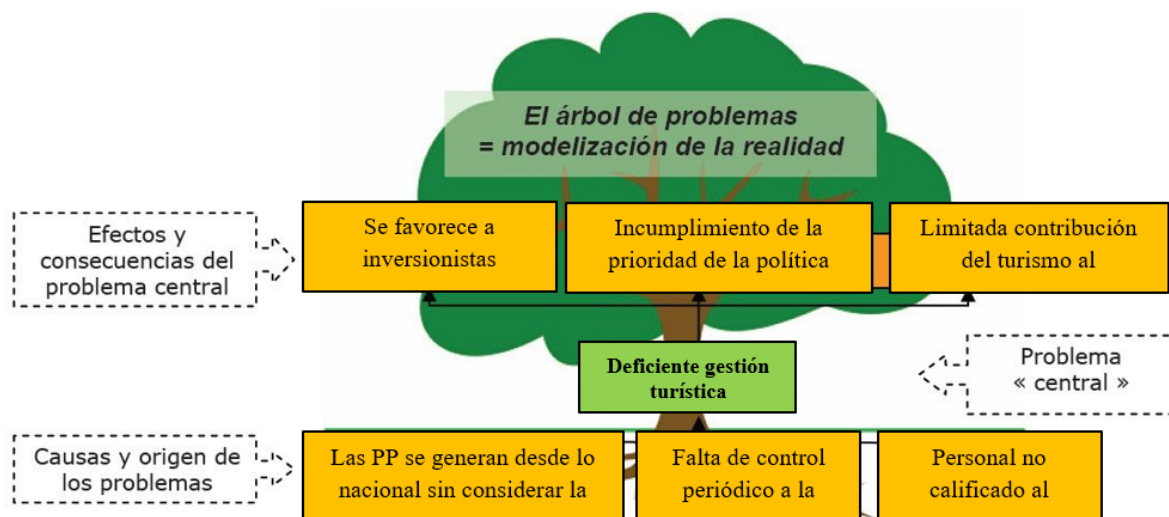 El árbol de problemas
= modelización de la realidad
Efectos y
consecuencias del
problema central
Se favorece a
inversionistas
Incumplimiento de la
prioridad de la política
Limitada contribución
del turismo al
Deficiente gestión
turística
Problema
« central »
Causas y origen de
los problemas
Las PP se generan desde lo
nacional sin considerar la
Falta de control
periódico a la
Personal no
calificado al